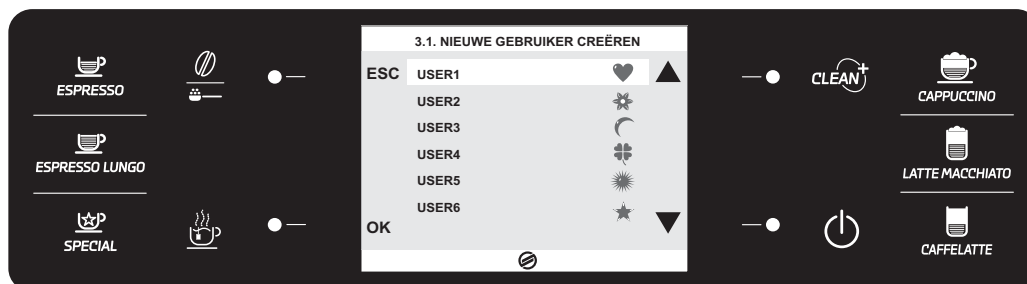 ESPRESSO
ESPRESSO LUNGO
SPECIAL
3.1. NIEUWE GEBRUIKER CREËREN
ESC
USER1
USER2
USER3
USER4
USER5
USER6
OK
CLEAN+
CAPPUCCINO
LATTE MACCHIATO
CAFFELATTE